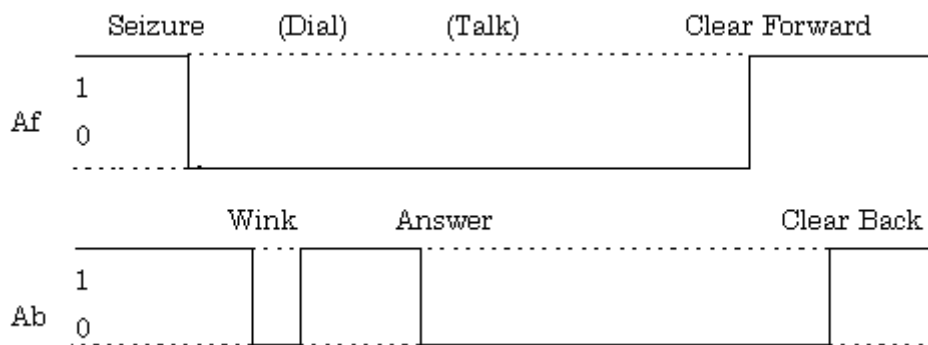 Seizure (Dial) (Talk) Clear Forward
1
Af
0
Wink Answer Clear Back
1
Ab
0